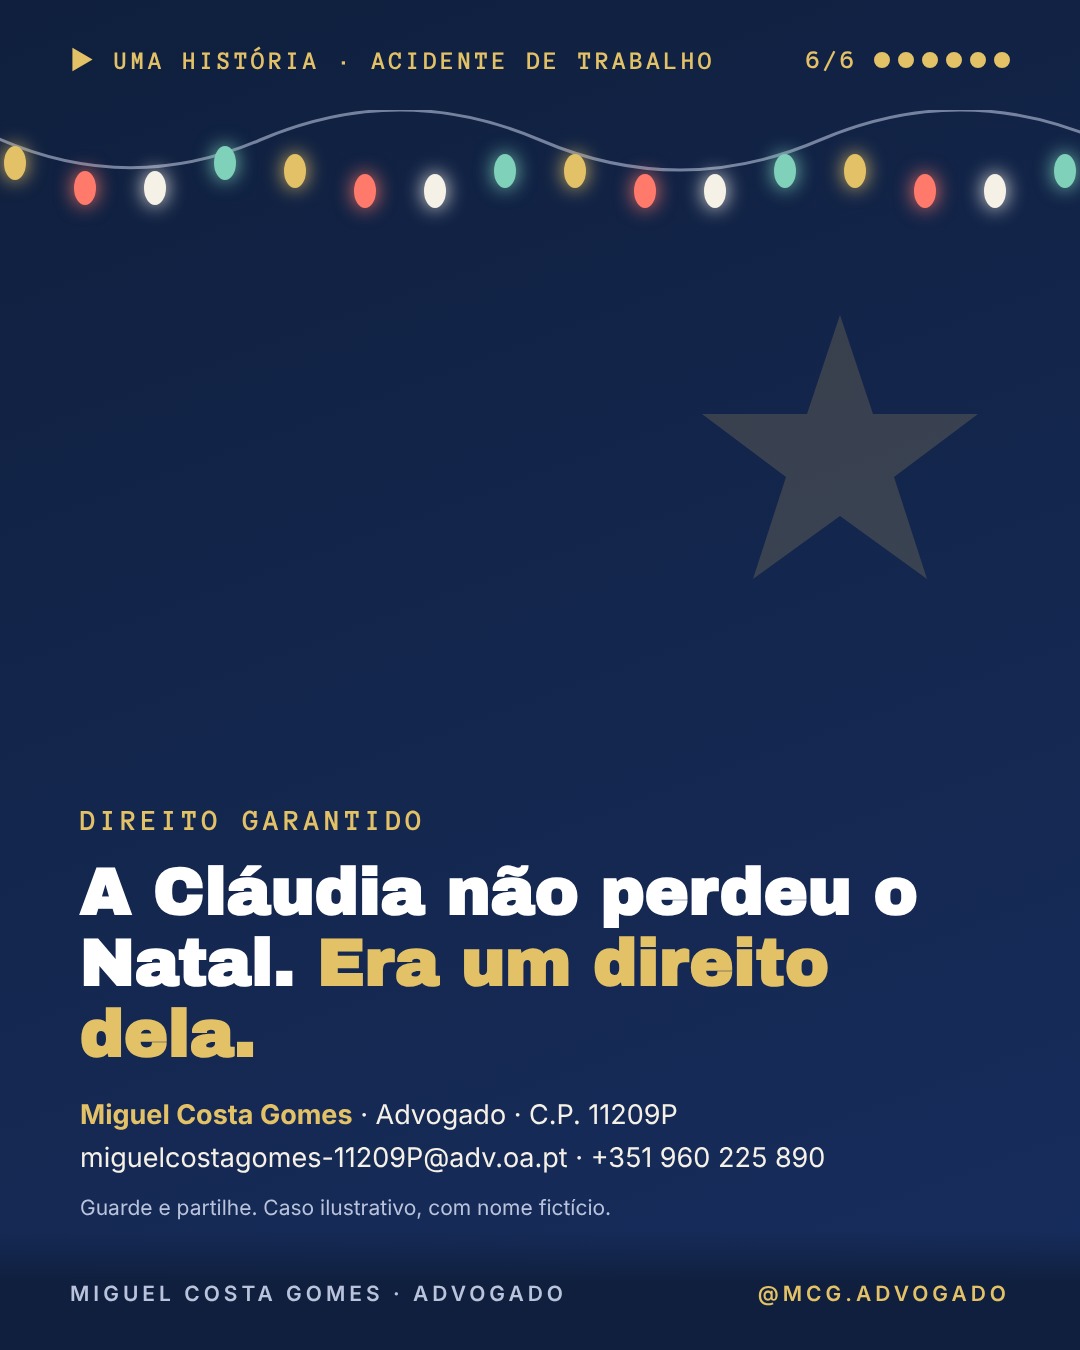 ▶ UMA HISTÓRIA · ACIDENTE DE TRABALHO
6/6
DIREITO GARANTIDO
A Cláudia não perdeu o
Natal. Era um direito
dela.
Miguel Costa Gomes · Advogado · C.P. 11209P
miguelcostagomes-11209P@adv.oa.pt · +351 960 225 890
Guarde e partilhe. Caso ilustrativo, com nome fictício.
MIGUEL COSTA GOMES · ADVOGADO
@MCG.ADVOGADO